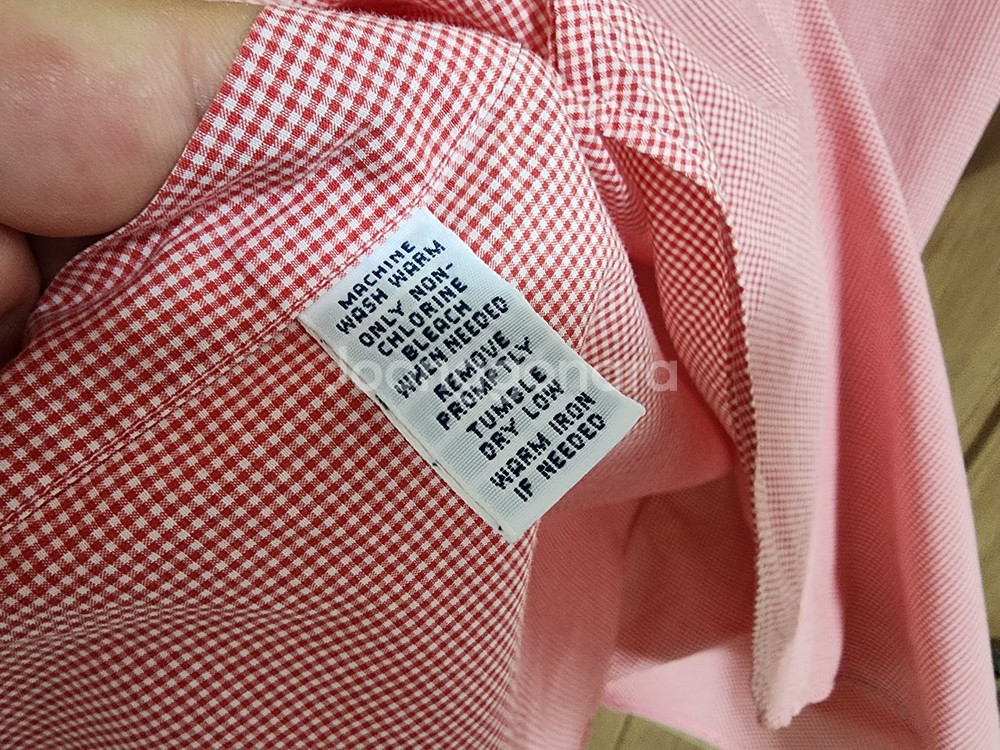 MACHINE
WASH WARM
ONLY NON-
CHLORINE
BLEACH
WHEN NEEDED
REMOVE
PROMPTLY
TUMBLE
DRY LOW
WARM IRON
IF NEEDED